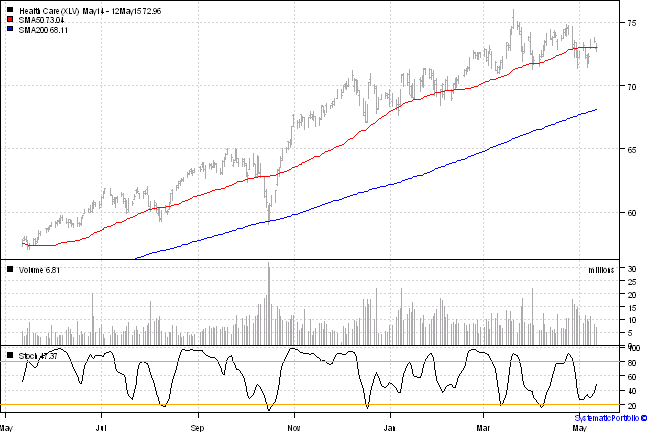 Health Care (XLV) May14 - 12May15 72.96
SMA50 73.04
SMA200 68.11
75
70
65
60
Volume 6.81
millions
30
25
20
15
10
5
0
Stoch 47.37
100
80
60
40
20
May Jul Sep Nov Jan Mar May
SystematicPortfolio ©